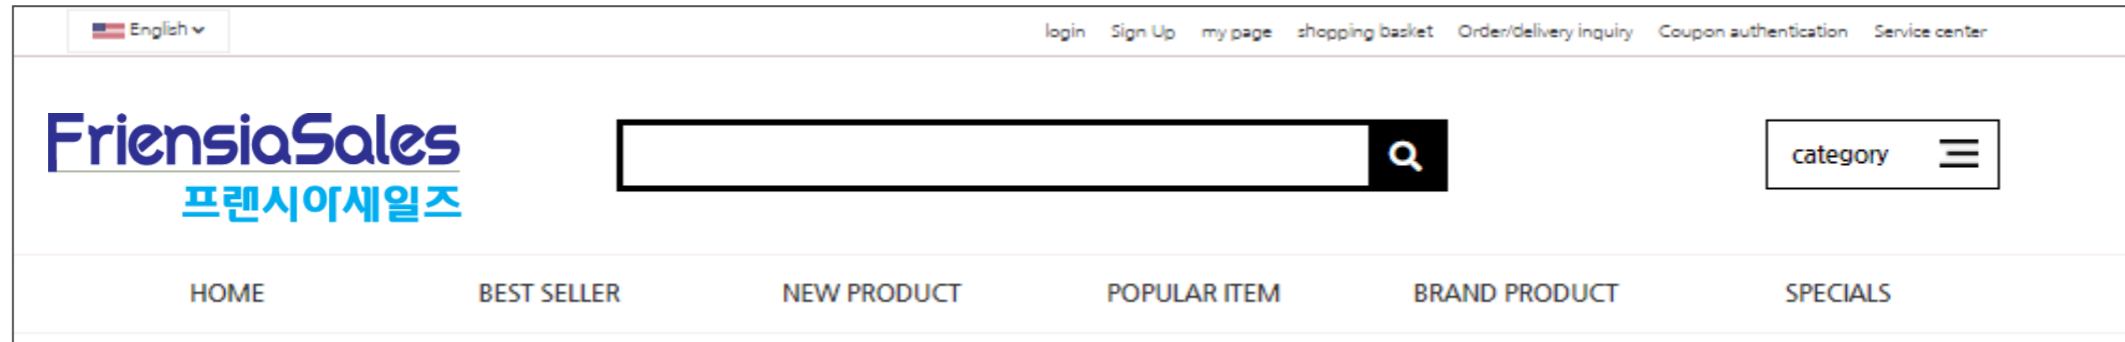 English
login Sign Up my page shopping basket Order/delivery inquiry Coupon authentication Service center
FriensiaSales
프랜시아세일즈
category
HOME BEST SELLER NEW PRODUCT POPULAR ITEM BRAND PRODUCT SPECIALS